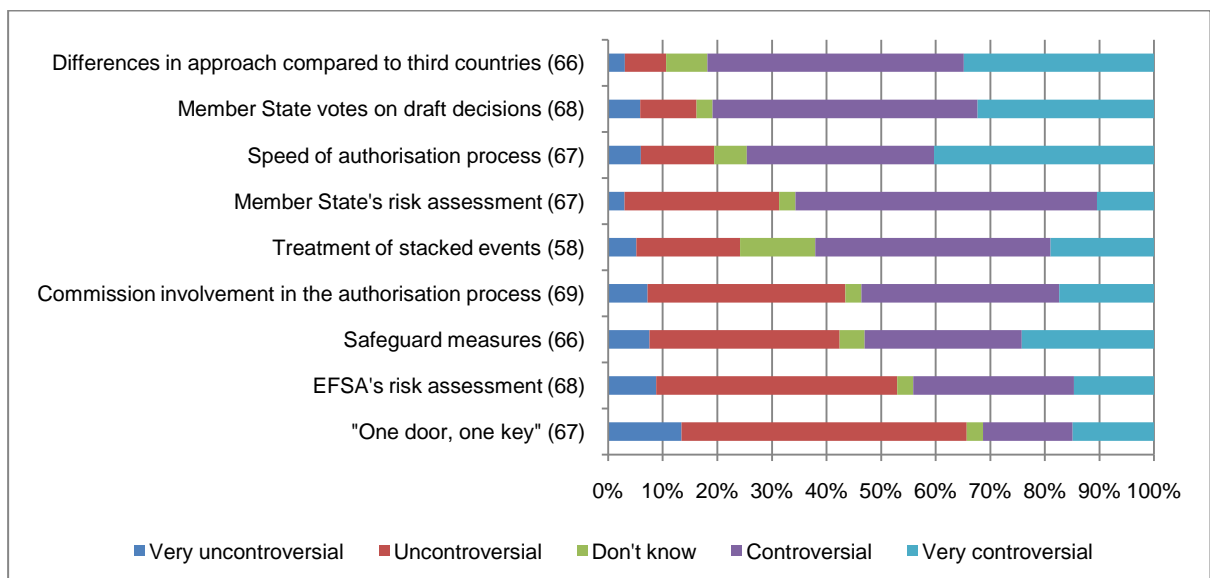 Differences in approach compared to third countries (66)
Member State votes on draft decisions (68)
Speed of authorisation process (67)
Member State's risk assessment (67)
Treatment of stacked events (58)
Commission involvement in the authorisation process (69)
Safeguard measures (66)
EFSA's risk assessment (68)
"One door, one key" (67)
0% 10% 20% 30% 40% 50% 60% 70% 80% 90% 100%
Very uncontroversial Uncontroversial Don't know Controversial Very controversial